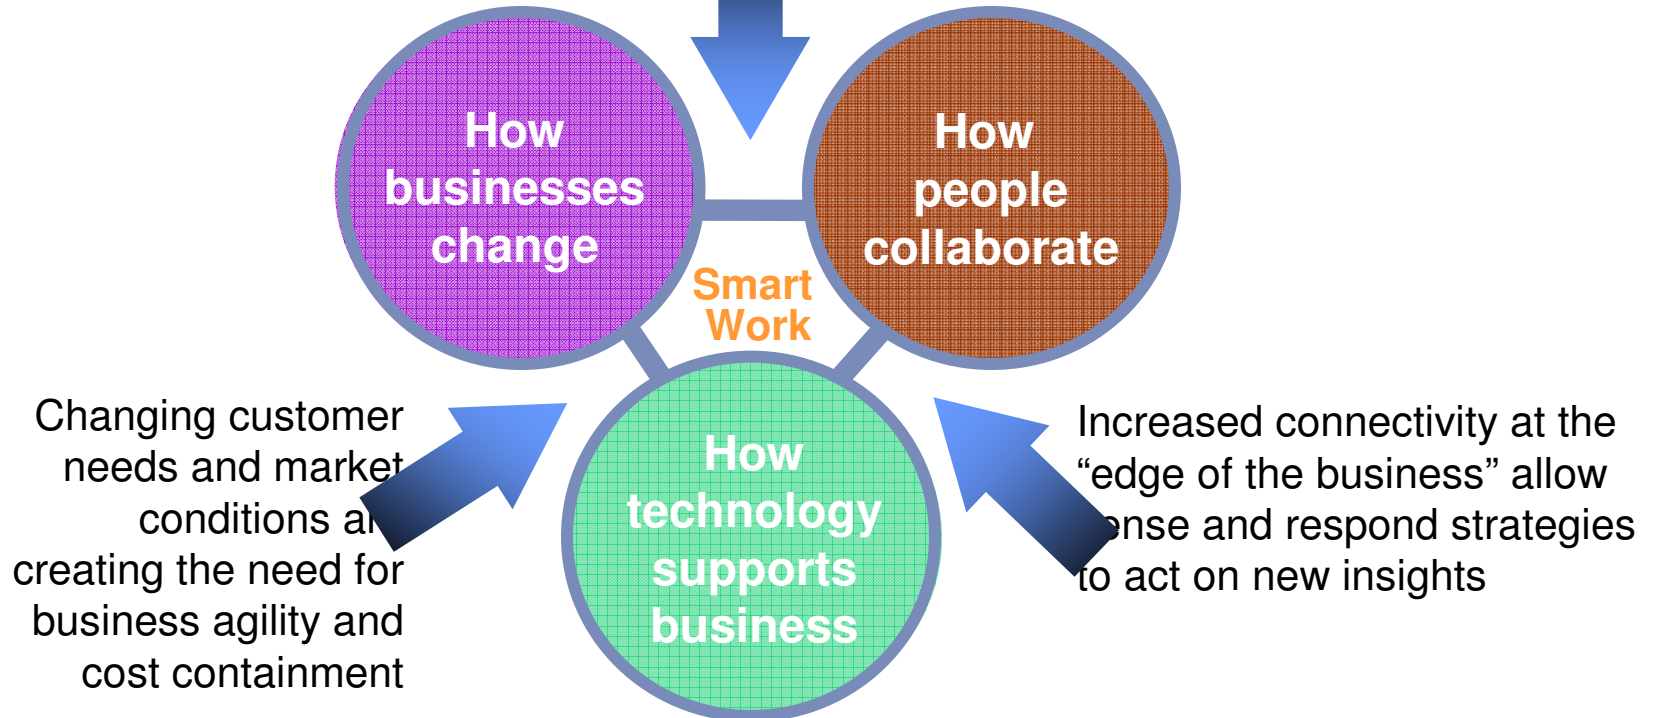 How
businesses
change
How
people
collaborate
Smart
Work
How
technology
supports
business
Changing customer
needs and market
conditions
creating the need for
business agility and
cost containment
Increased connectivity at the
“edge of the business” allow
sense and respond strategies
to act on new insights